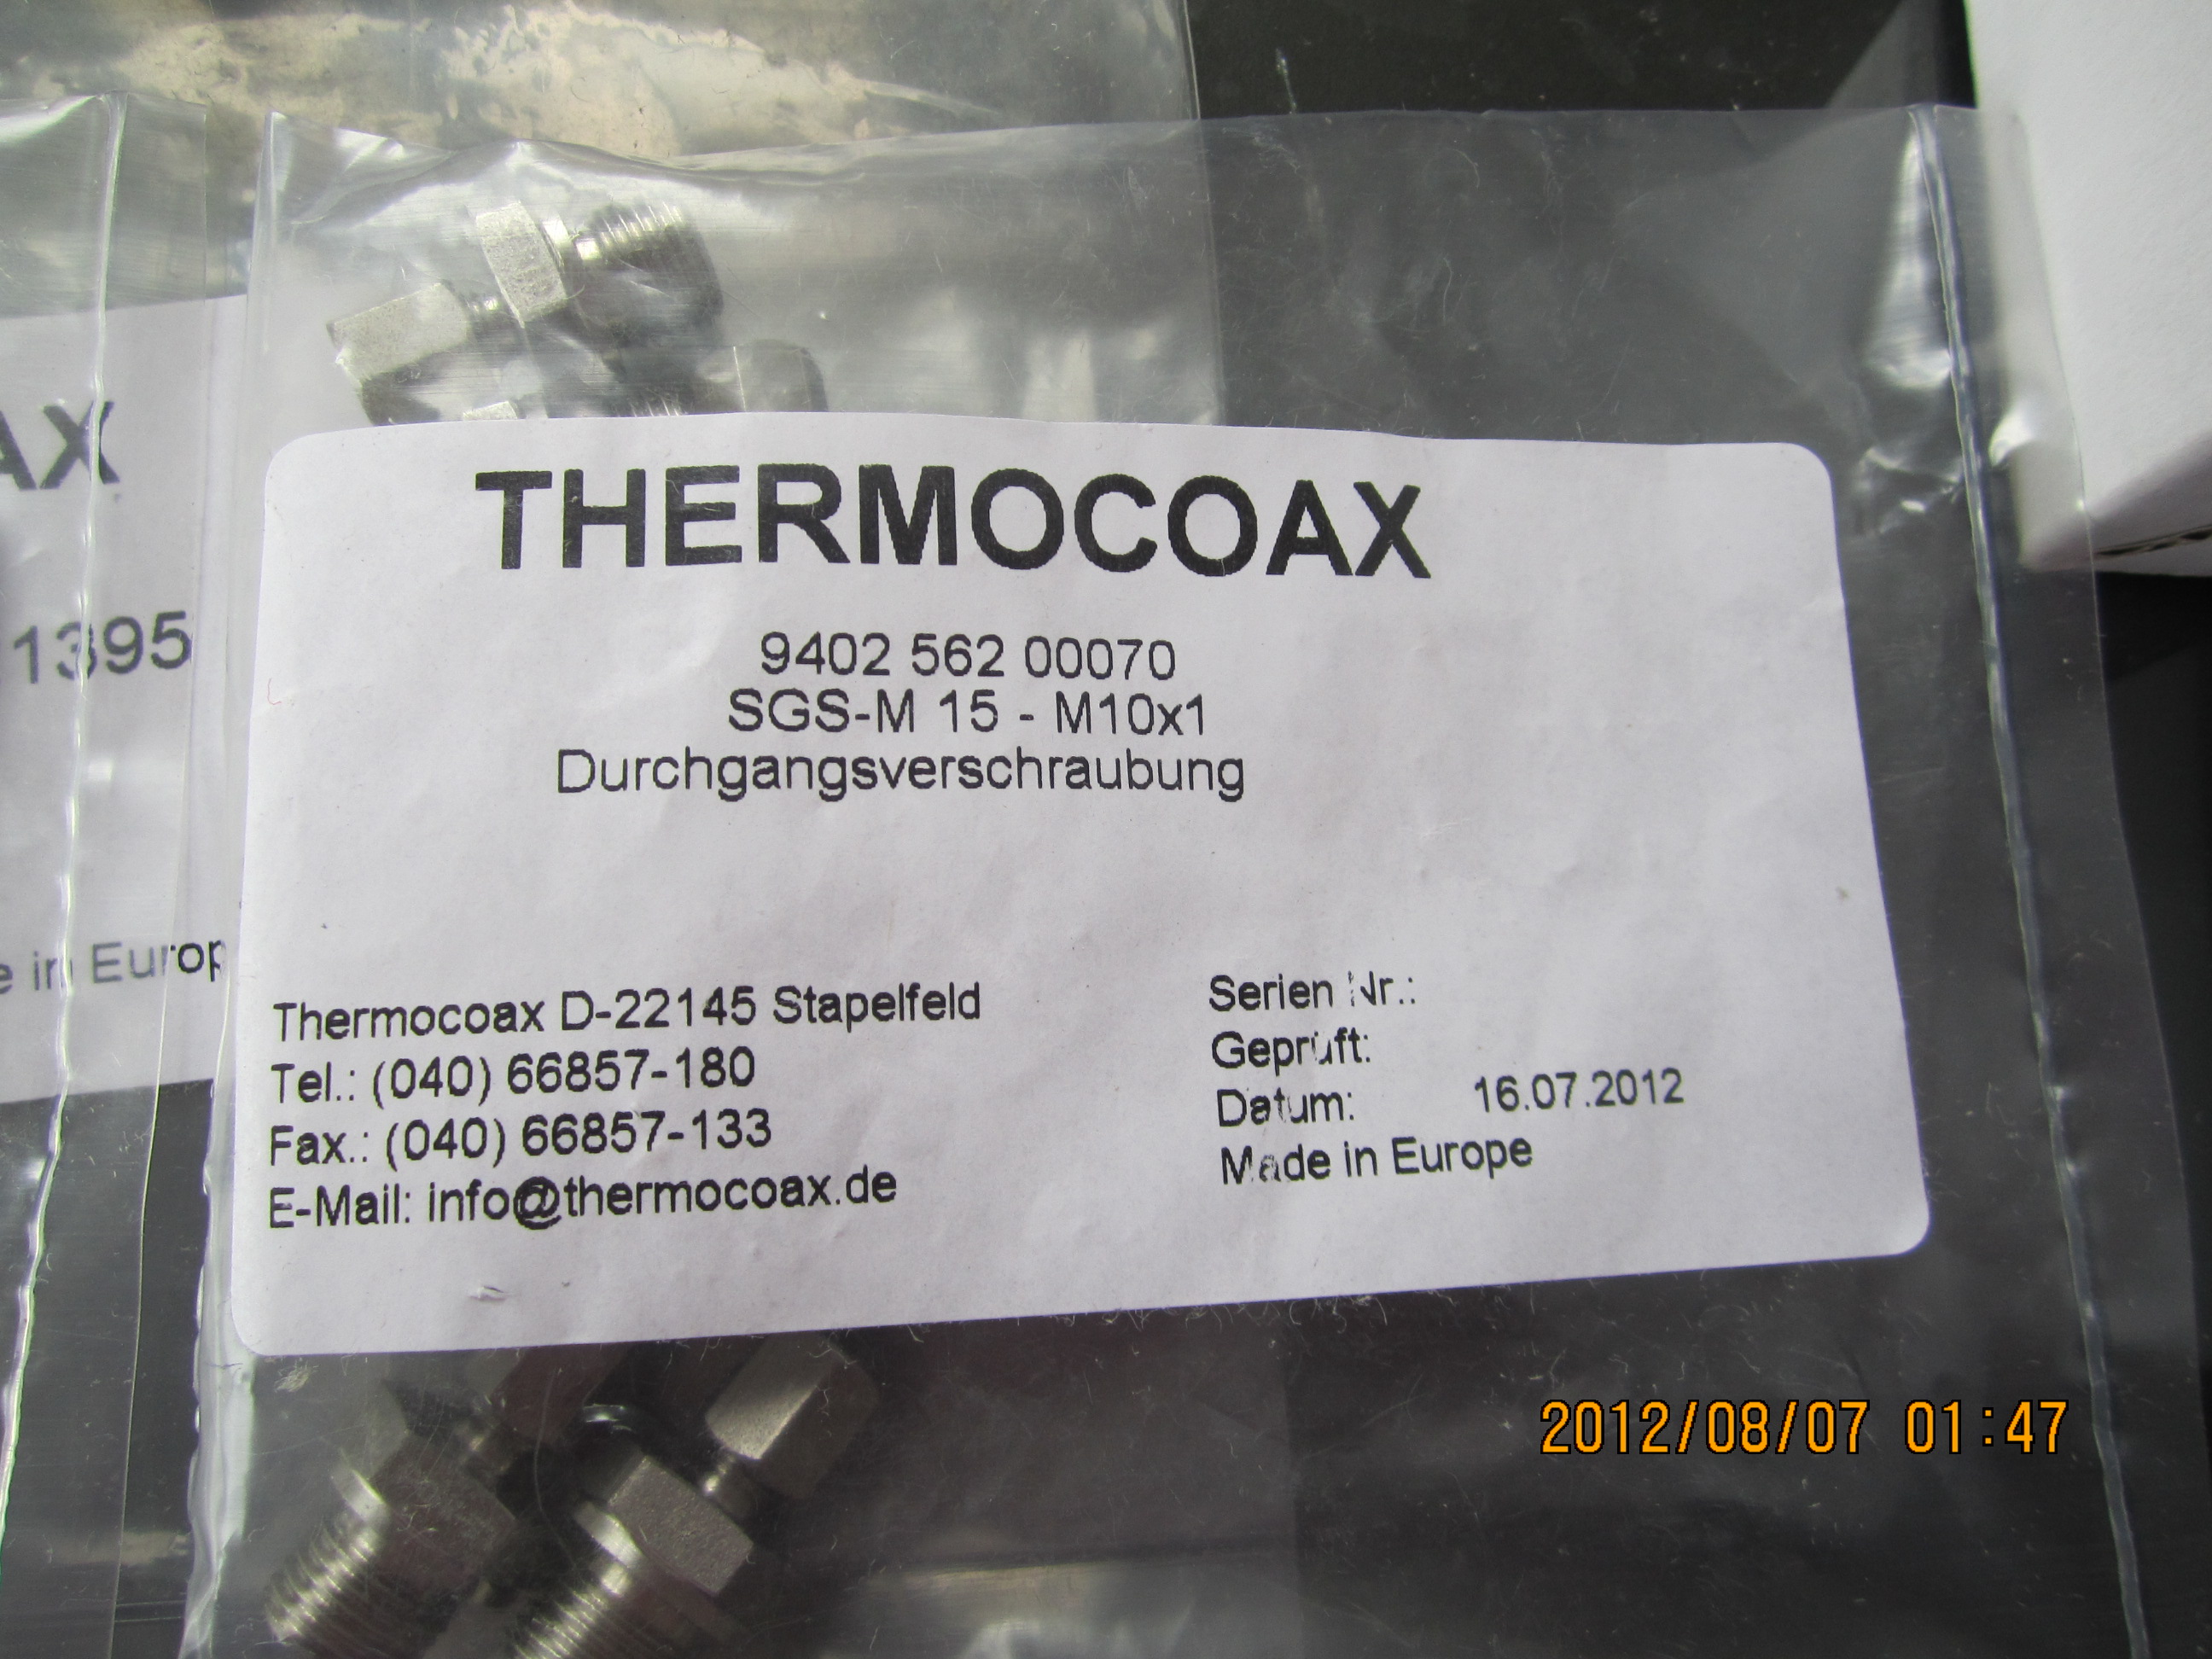 THERMOCOAX
9402 562 00070
SGS-M 15 - M10x1
Durchgangsverschraubung
Thermocoax D-22145 Stapelfeld
Tel.: (040) 66857-180
Fax.: (040) 66857-133
E-Mail: info@thermocoax.de
Serien Nr.:
Geprüft:
Datum: 16.07.2012
Made in Europe
AX
1395
in Europ
2012/08/07 01:47